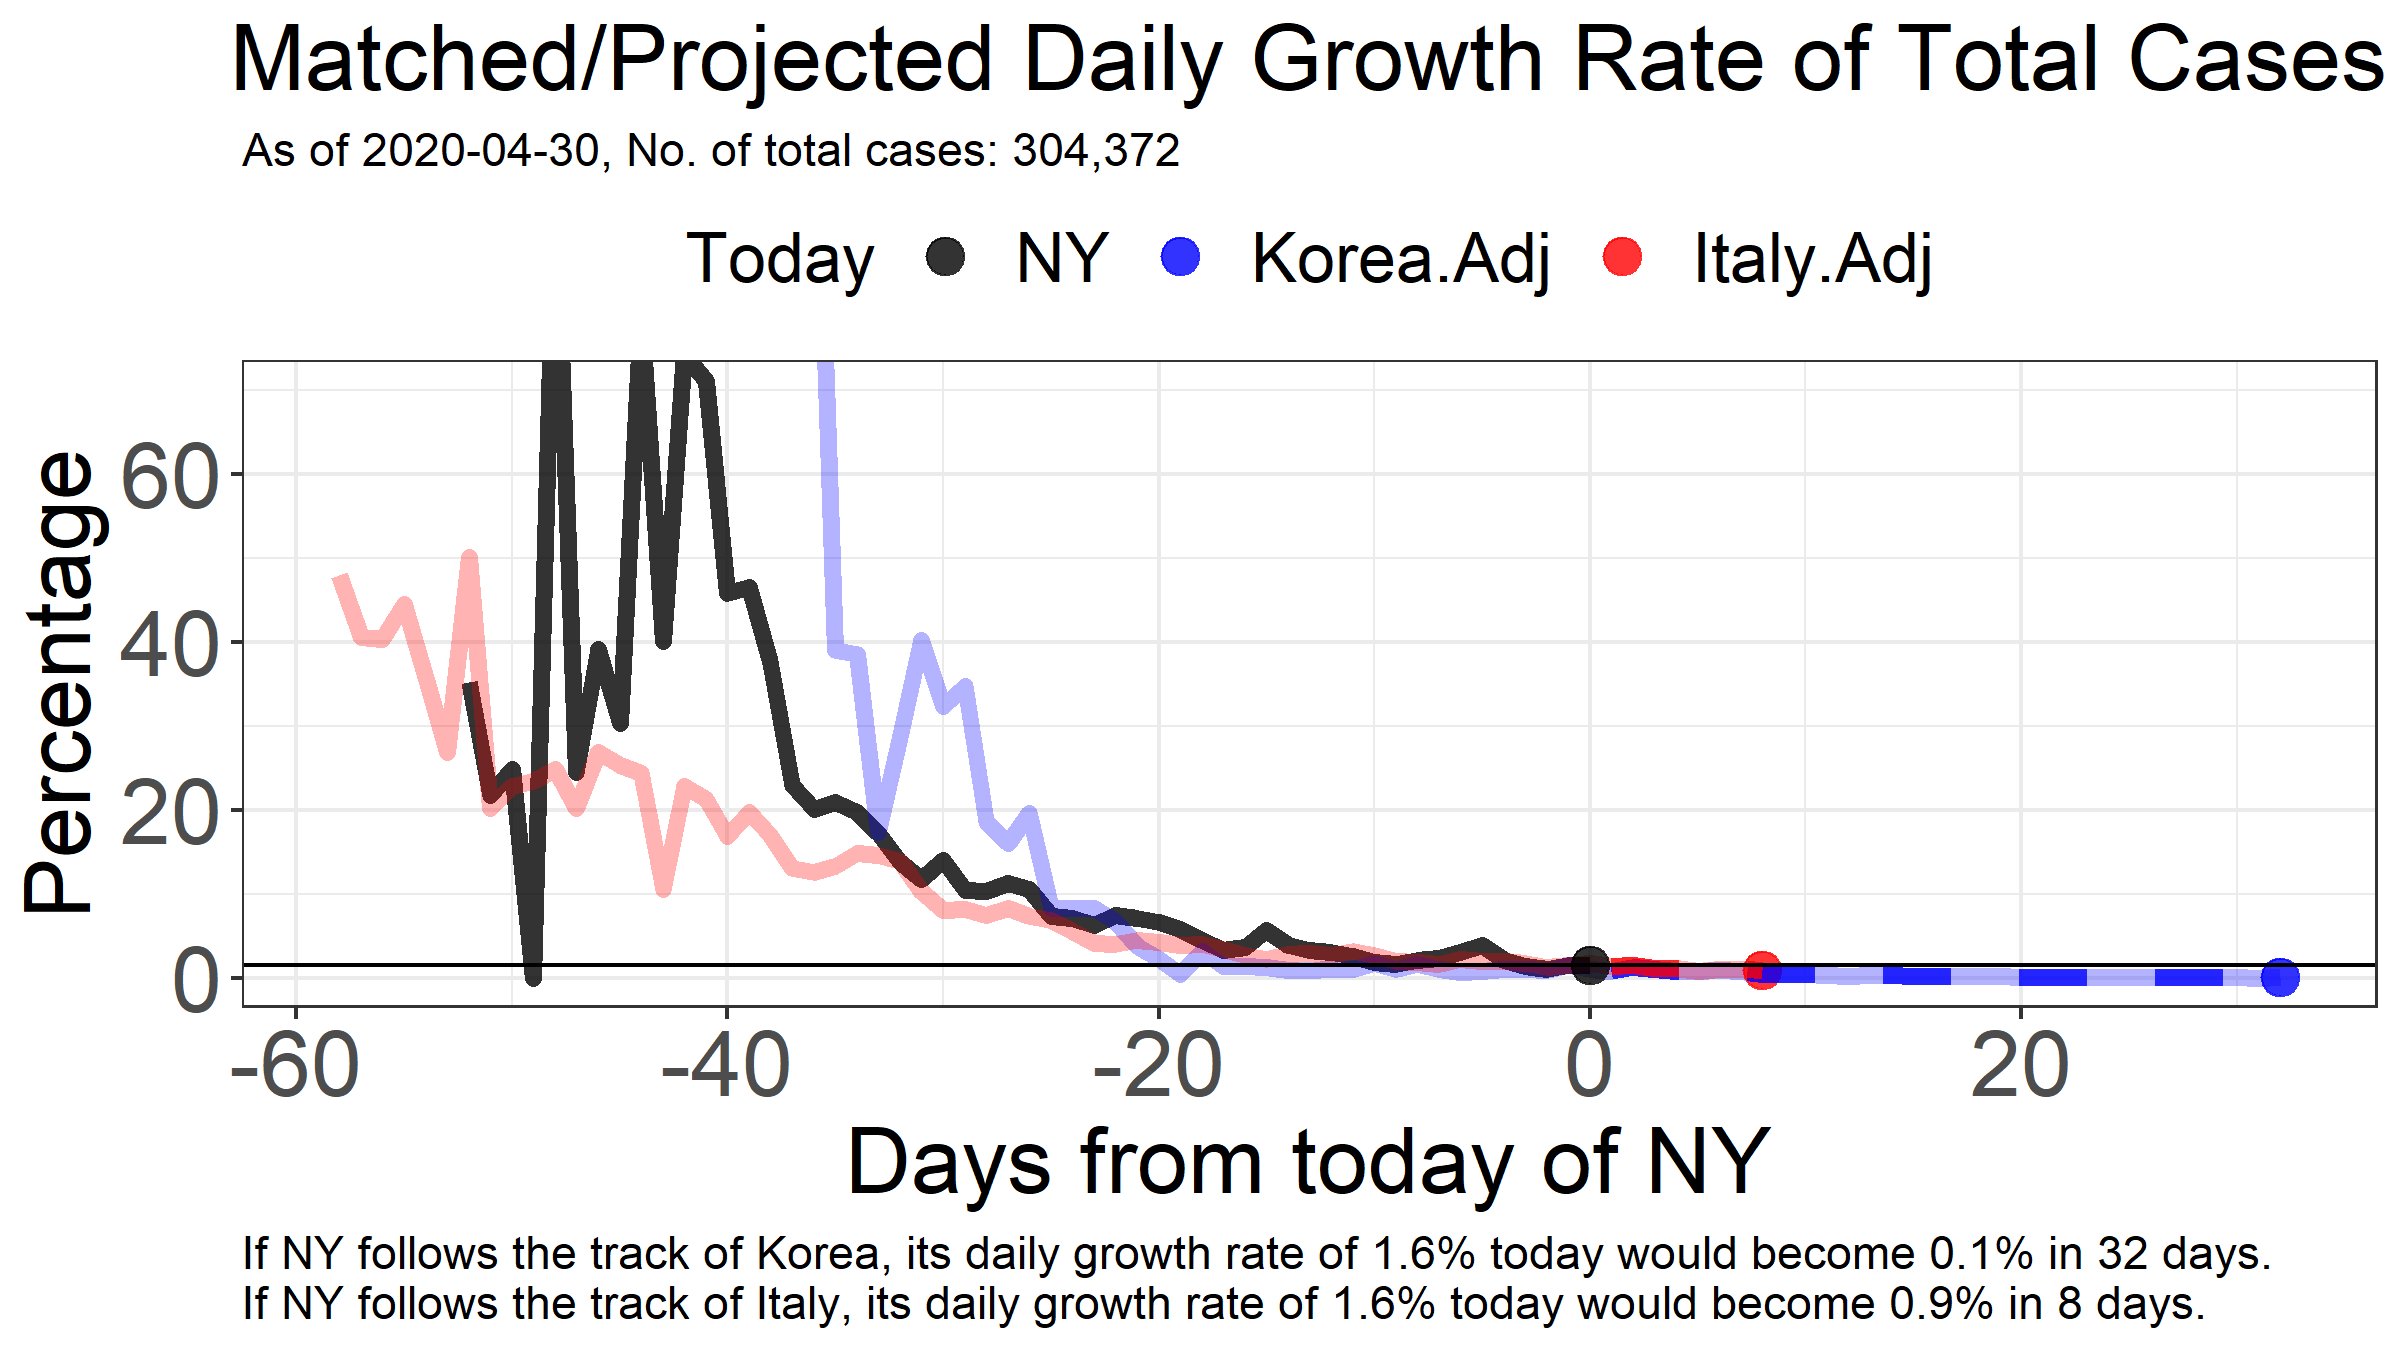 Matched/Projected Daily Growth Rate of Total Cases
As of 2020-04-30, No. of total cases: 304,372
Today NY Korea.Adj Italy.Adj
Percentage
60
40
20
0
-60 -40 -20 0 20
Days from today of NY
If NY follows the track of Korea, its daily growth rate of 1.6% today would become 0.1% in 32 days.
If NY follows the track of Italy, its daily growth rate of 1.6% today would become 0.9% in 8 days.